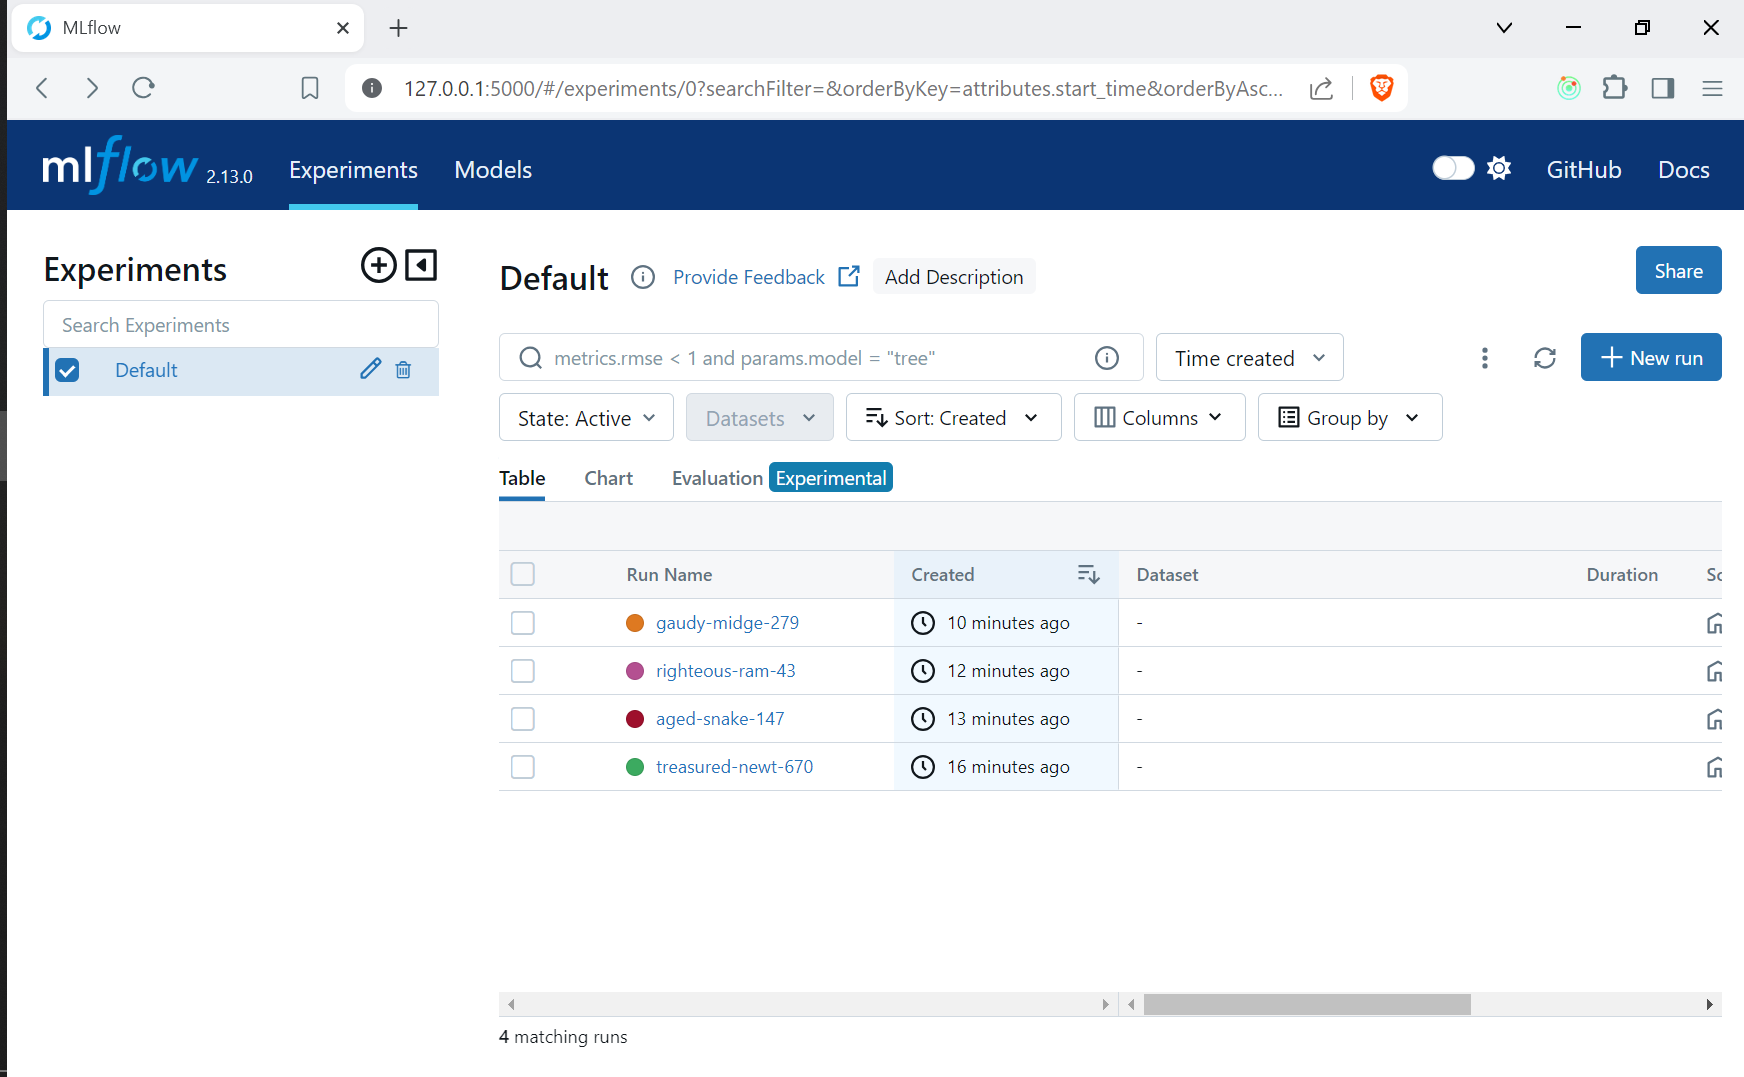 MLflow
127.0.0.1:5000/#/experiments/0?searchFilter=&orderByKey=attributes.start_time&orderByAsc...
mlflow 2.13.0 Experiments Models GitHub Docs
Experiments
Search Experiments
Default
Default Provide Feedback Add Description Share
metrics.rmse < 1 and params.model = "tree" Time created New run
State: Active Datasets Sort: Created Columns Group by
Table Chart Evaluation Experimental
Run Name Created Dataset Duration
gaudy-midge-279 10 minutes ago -
righteous-ram-43 12 minutes ago -
aged-snake-147 13 minutes ago -
treasured-newt-670 16 minutes ago -
4 matching runs